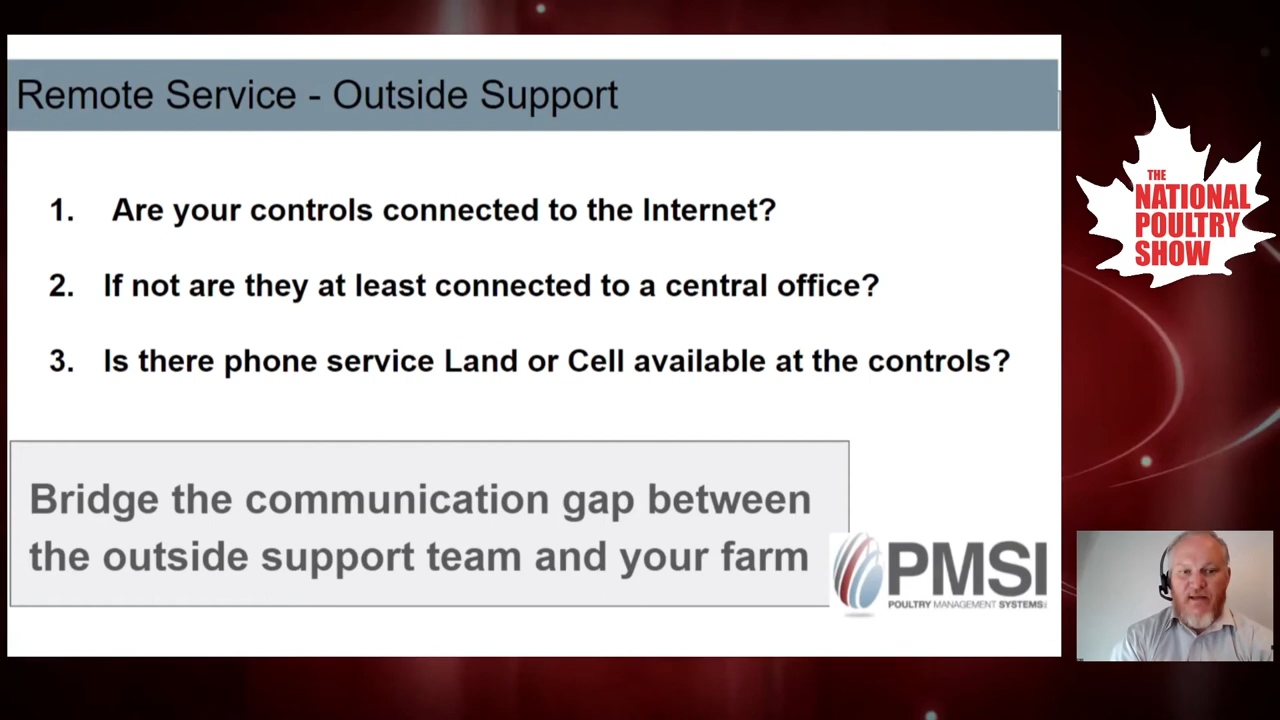 Remote Service - Outside Support
1. Are your controls connected to the Internet?
2. If not are they at least connected to a central office?
3. Is there phone service Land or Cell available at the controls?
Bridge the communication gap between
the outside support team and your farm
PMSI
POULTRY MANAGEMENT SYSTEMS
THE
NATIONAL
POULTRY
SHOW